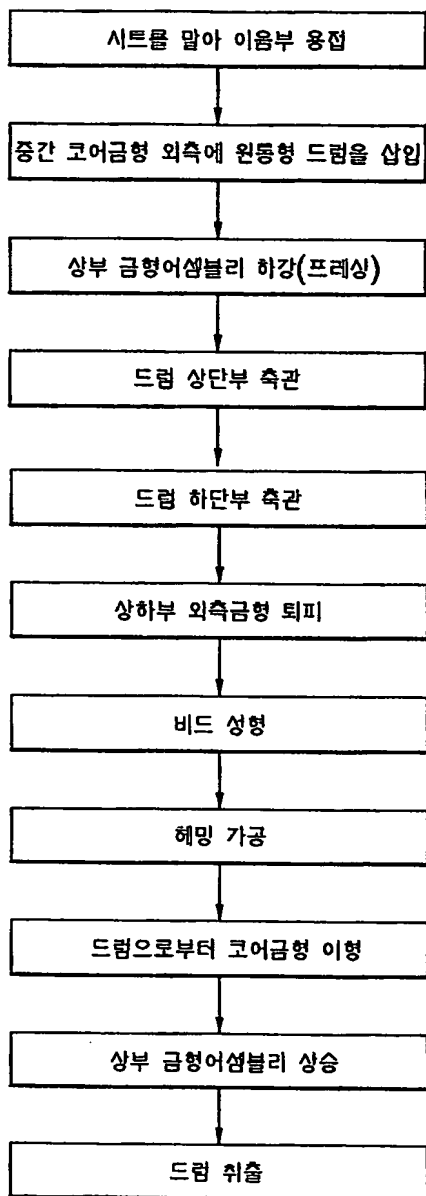 시트를 말아 이음부 용접
중간 코어금형 외측에 원통형 드럼을 삽입
상부 금형어셈블리 하강(프레싱)
드럼 상단부 축관
드럼 하단부 축관
상하부 외측금형 퇴피
비드 성형
헤밍 가공
드럼으로부터 코어금형 이형
상부 금형어셈블리 상승
드럼 취출